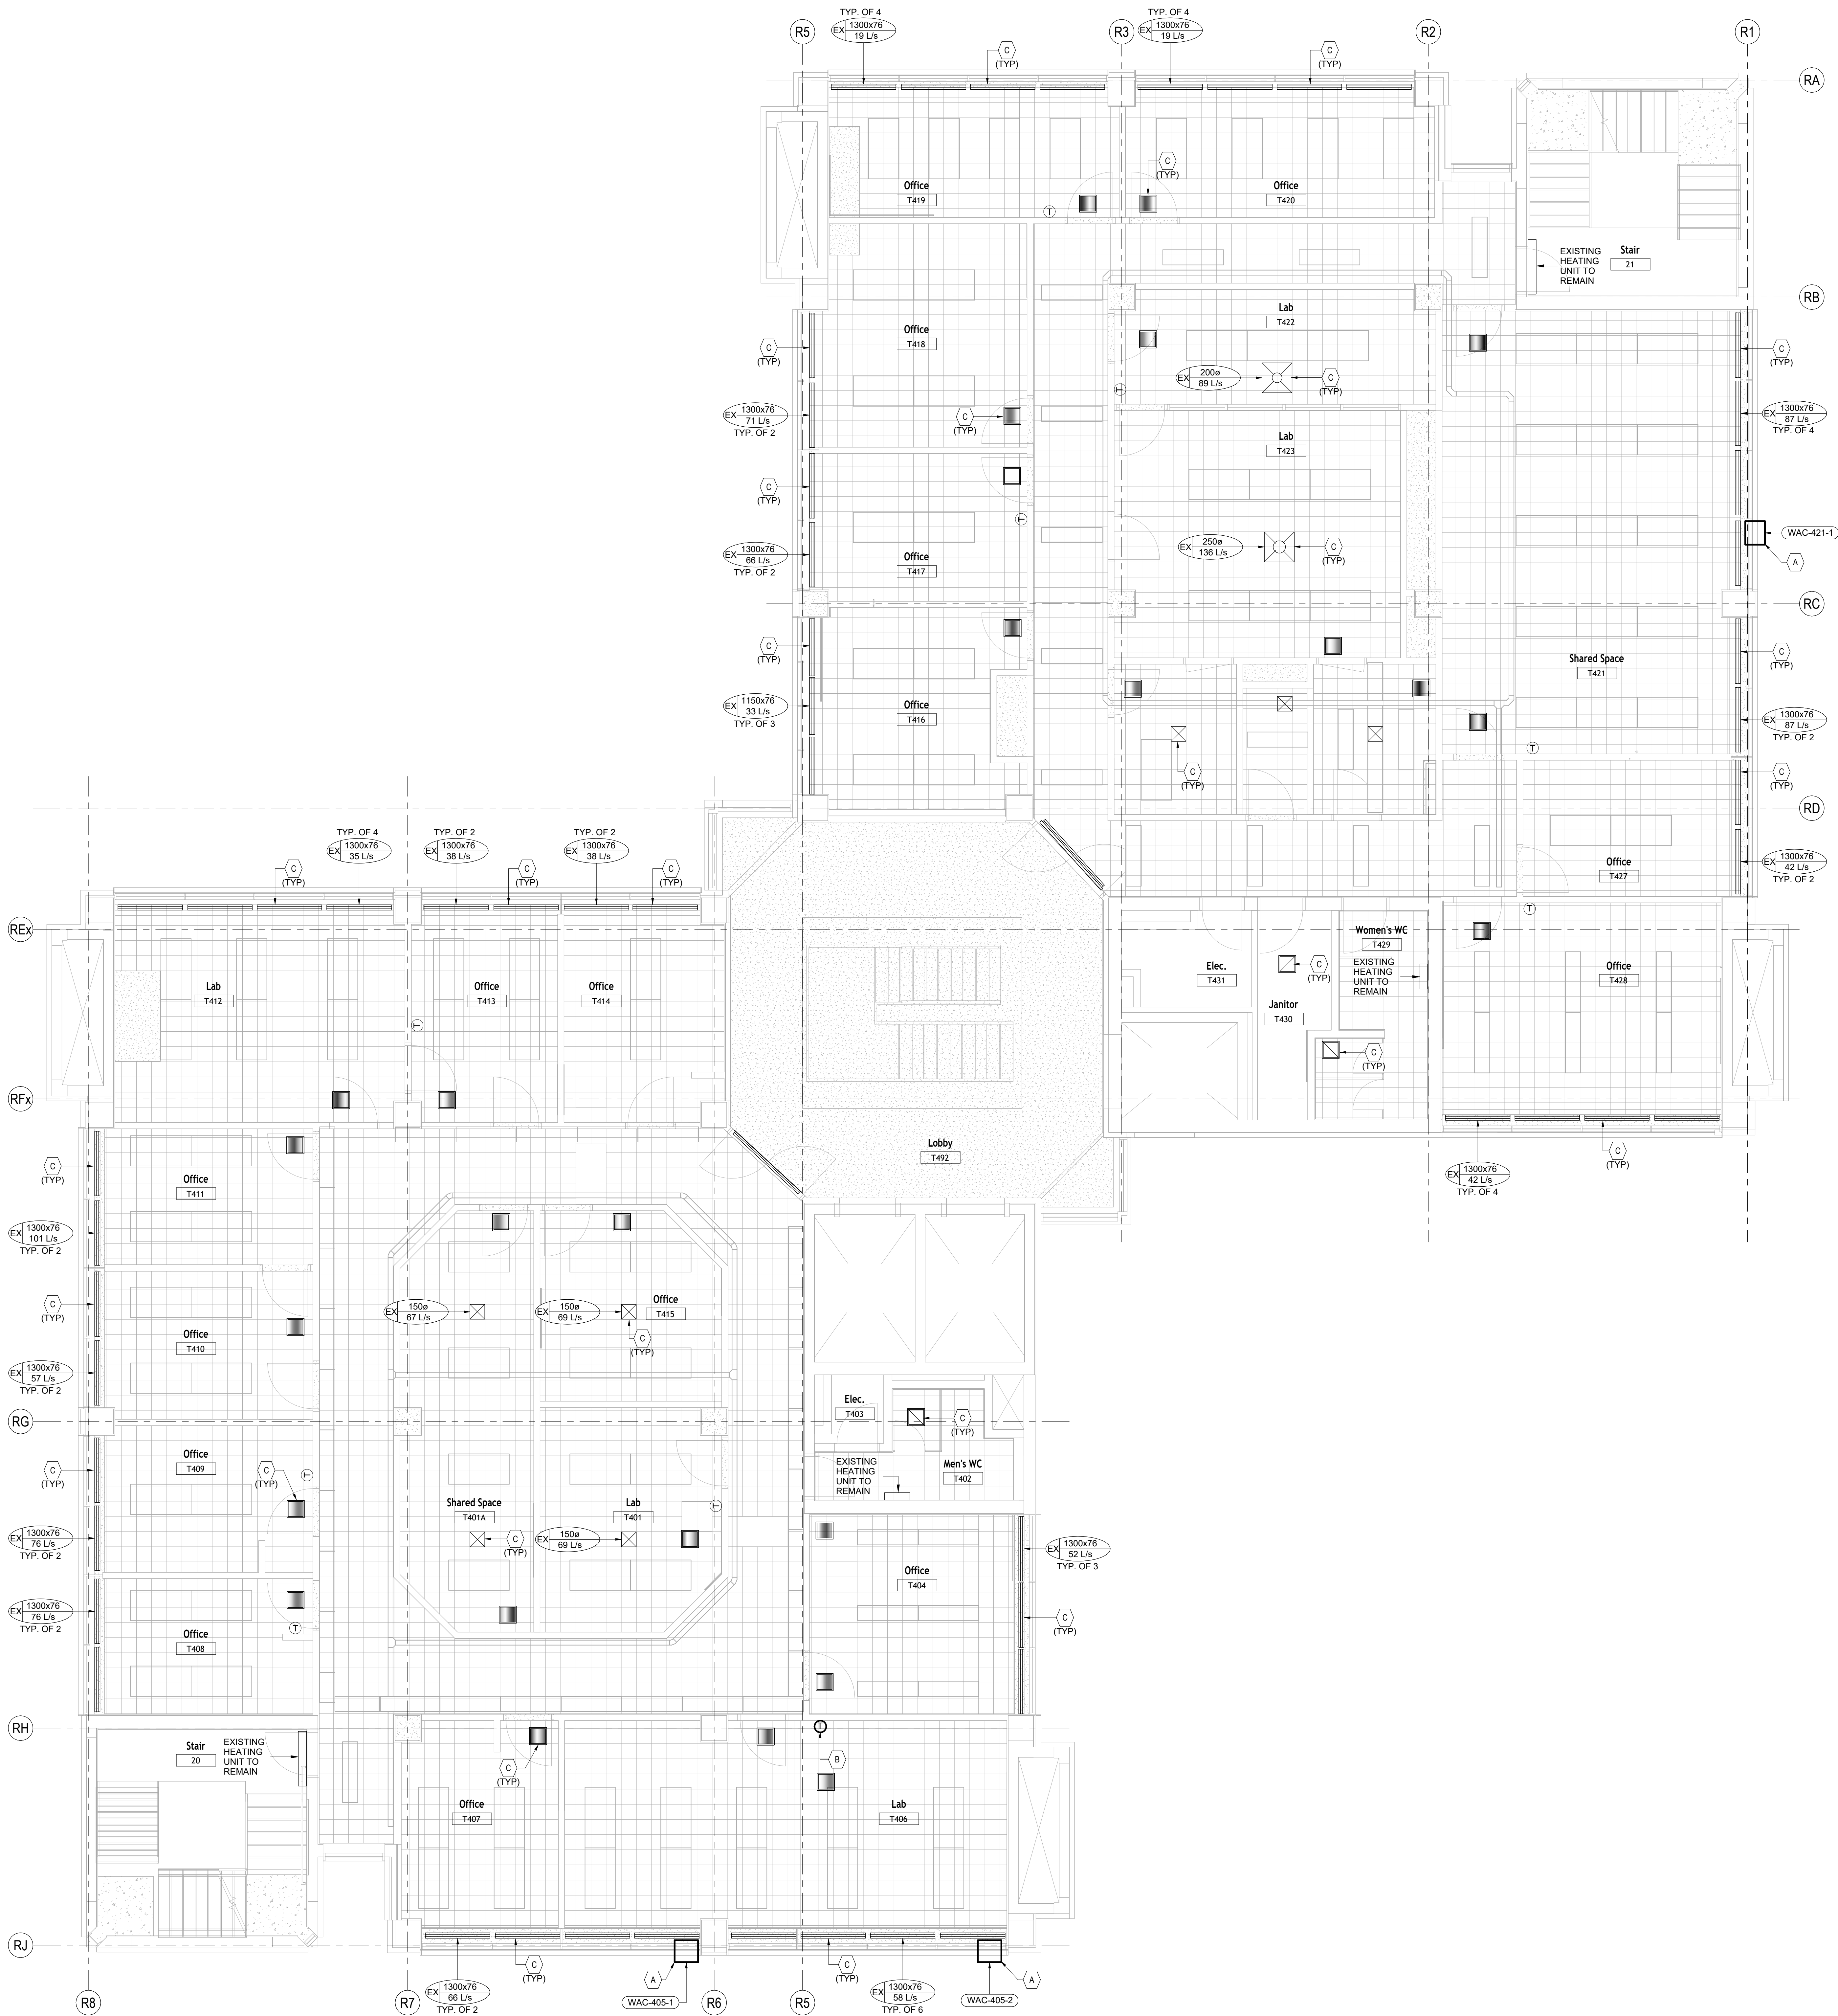 TYP. OF 4
EX 1300x76
19 L/s
C
(TYP)
TYP. OF 4
EX 1300x76
19 L/s
C
(TYP)
R5
R3
R2
R1
RA
C
(TYP)
Office
T419
Office
T420
T
EXISTING
HEATING
UNIT TO
REMAIN
Stair
21
RB
Lab
T422
Office
T418
C
(TYP)
C
(TYP)
EX 200ø
89 L/s
C
(TYP)
T
EX 1300x76
71 L/s
TYP. OF 2
C
(TYP)
EX 1300x76
87 L/s
TYP. OF 4
Lab
T423
C
(TYP)
T
WAC-421-1
A
EX 1300x76
66 L/s
TYP. OF 2
Office
T417
EX 250ø
136 L/s
C
(TYP)
RC
C
(TYP)
C
(TYP)
Shared Space
T421
EX 1150x76
33 L/s
TYP. OF 3
Office
T416
EX 1300x76
87 L/s
TYP. OF 2
T
C
(TYP)
C
(TYP)
RD
TYP. OF 4
EX 1300x76
35 L/s
TYP. OF 2
EX 1300x76
38 L/s
TYP. OF 2
EX 1300x76
38 L/s
C
(TYP)
C
(TYP)
C
(TYP)
Office
T427
EX 1300x76
42 L/s
TYP. OF 2
T
REx
Women's WC
T429
EXISTING
HEATING
UNIT TO
REMAIN
Elec.
T431
C
(TYP)
Office
T428
Lab
T412
Office
T413
Office
T414
Janitor
T430
T
C
(TYP)
RFx
Lobby
T492
EX 1300x76
42 L/s
TYP. OF 4
C
(TYP)
C
(TYP)
Office
T411
EX 1300x76
101 L/s
TYP. OF 2
C
(TYP)
EX 150ø
67 L/s
EX 150ø
69 L/s
Office
T415
C
(TYP)
Office
T410
EX 1300x76
57 L/s
TYP. OF 2
Elec.
T403
C
(TYP)
RG
Office
T409
C
(TYP)
C
(TYP)
T
EXISTING
HEATING
UNIT TO
REMAIN
Men's WC
T402
Shared Space
T401A
Lab
T401
T
EX 1300x76
76 L/s
TYP. OF 2
C
(TYP)
EX 150ø
69 L/s
EX 1300x76
52 L/s
TYP. OF 3
Office
T404
EX 1300x76
76 L/s
TYP. OF 2
T
Office
T408
C
(TYP)
RH
Stair
20
EXISTING
HEATING
UNIT TO
REMAIN
T
B
C
(TYP)
Office
T407
Lab
T406
RJ
C
(TYP)
C
(TYP)
A
A
EX 1300x76
66 L/s
TYP. OF 2
WAC-405-1
EX 1300x76
58 L/s
TYP. OF 6
WAC-405-2
R8
R7
R6
R5